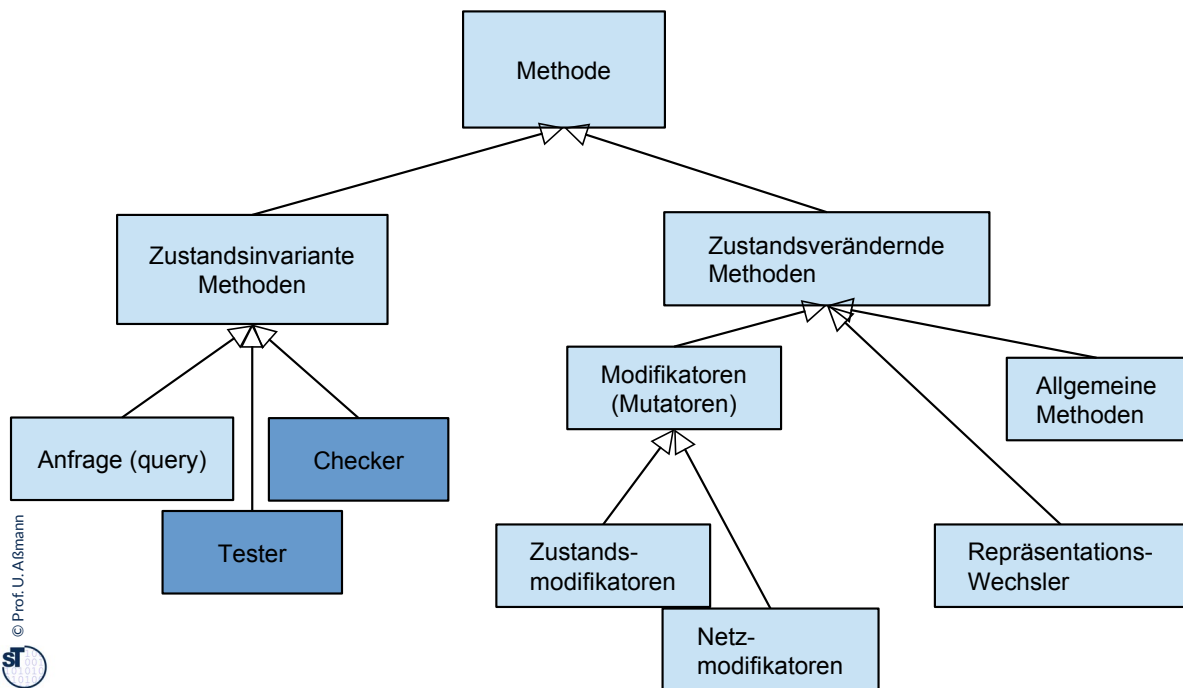 Methode
Zustandsinvariante
Methoden
Zustandsverändernde
Methoden
Anfrage (query)
Tester
Checker
Modifikatoren
(Mutatoren)
Allgemeine
Methoden
Zustands-
modifikatoren
Netz-
modifikatoren
Repräsentations-
Wechsler
© Prof. U. Aßmann
ST